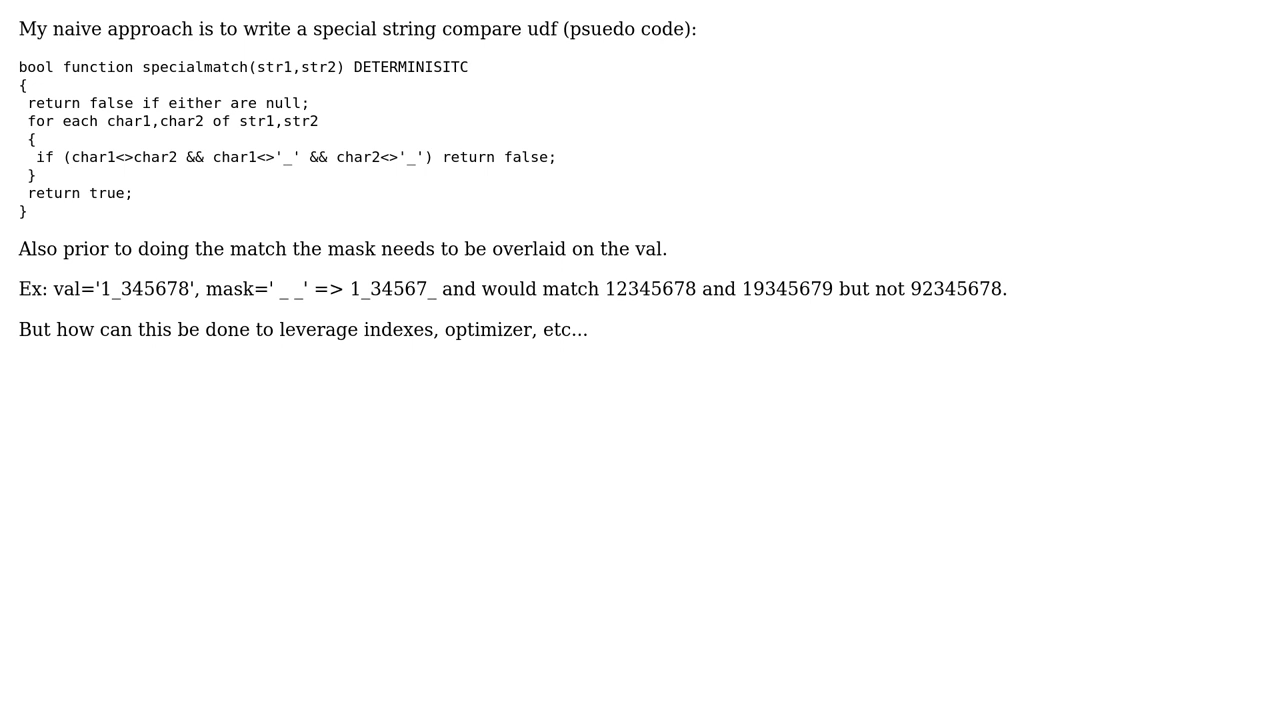 My naive approach is to write a special string compare udf (psuedo code):
bool function specialmatch(str1,str2) DETERMINISITC
{
 return false if either are null;
 for each char1,char2 of str1,str2
 {
  if (char1<>char2 && char1<>'_' && char2<>'_') return false;
 }
 return true;
}
Also prior to doing the match the mask needs to be overlaid on the val.
Ex: val='1_345678', mask=' _ _' => 1_34567_ and would match 12345678 and 19345679 but not 92345678.
But how can this be done to leverage indexes, optimizer, etc...